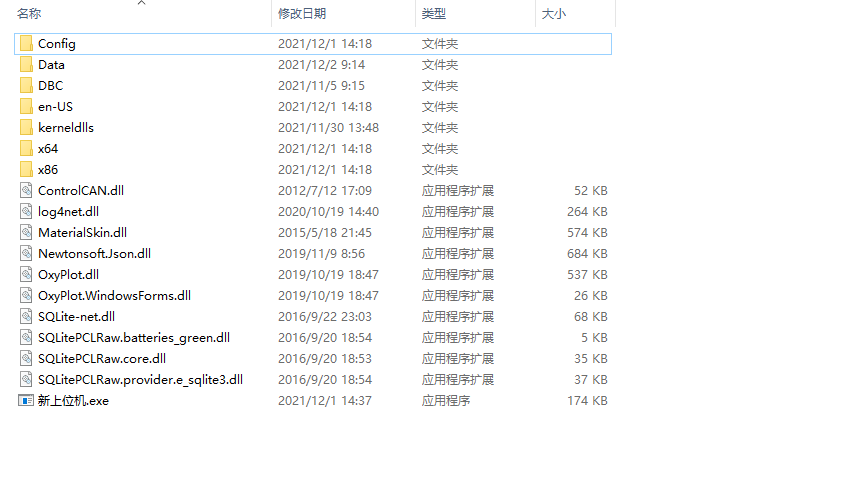 名称 修改日期 类型 大小
Config 2021/12/1 14:18 文件夹
Data 2021/12/2 9:14 文件夹
DBC 2021/11/5 9:15 文件夹
en-US 2021/12/1 14:18 文件夹
kerneldlls 2021/11/30 13:48 文件夹
x64 2021/12/1 14:18 文件夹
x86 2021/12/1 14:18 文件夹
ControlCAN.dll 2012/7/12 17:09 应用程序扩展 52 KB
log4net.dll 2020/10/19 14:40 应用程序扩展 264 KB
MaterialSkin.dll 2015/5/18 21:45 应用程序扩展 574 KB
Newtonsoft.Json.dll 2019/11/9 8:56 应用程序扩展 684 KB
OxyPlot.dll 2019/10/19 18:47 应用程序扩展 537 KB
OxyPlot.WindowsForms.dll 2019/10/19 18:47 应用程序扩展 26 KB
SQLite-net.dll 2016/9/22 23:03 应用程序扩展 68 KB
SQLitePCLRaw.batteries_green.dll 2016/9/20 18:54 应用程序扩展 5 KB
SQLitePCLRaw.core.dll 2016/9/20 18:53 应用程序扩展 35 KB
SQLitePCLRaw.provider.e_sqlite3.dll 2016/9/20 18:54 应用程序扩展 37 KB
新上位机.exe 2021/12/1 14:37 应用程序 174 KB